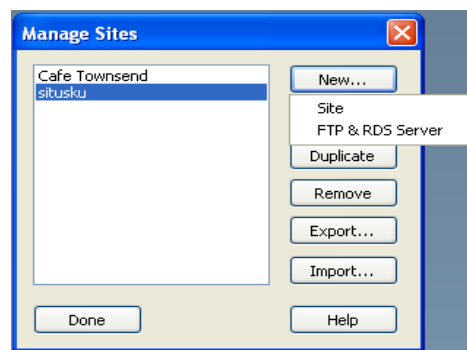 Manage Sites
Cafe Townsend
situsku
New...
Site
FTP & RDS Server
Duplicate
Remove
Export...
Import...
Done
Help